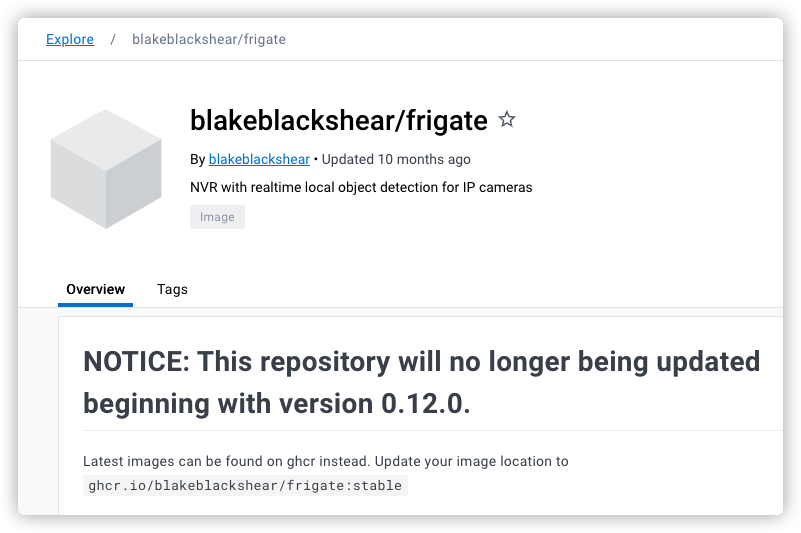 Explore / blakeblackshear/frigate
blakeblackshear/frigate
By blakeblackshear • Updated 10 months ago
NVR with realtime local object detection for IP cameras
Image
Overview Tags
NOTICE: This repository will no longer being updated
beginning with version 0.12.0.
Latest images can be found on ghcr instead. Update your image location to
ghcr.io/blakeblackshear/frigate:stable